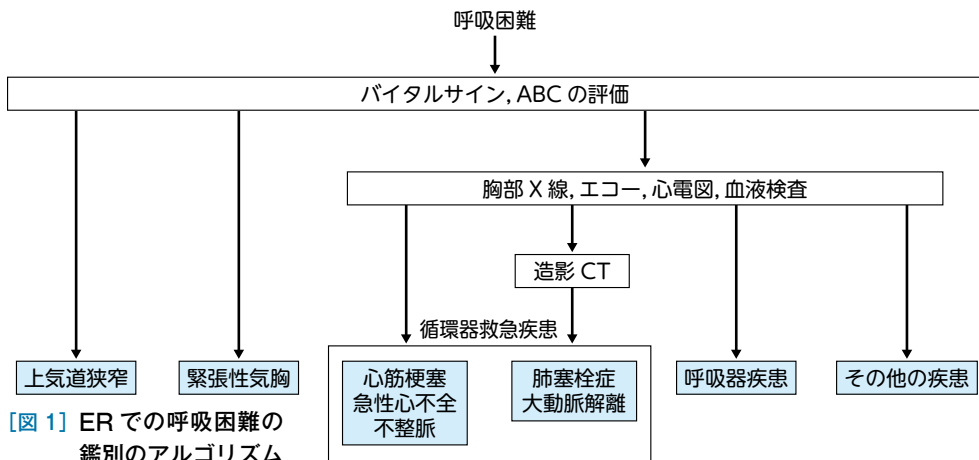 呼吸困難
バイタルサイン, ABC の評価
胸部 X 線, エコー, 心電図, 血液検査
造影 CT
循環器救急疾患
上気道狭窄
緊張性気胸
心筋梗塞
急性心不全
不整脈
肺塞栓症
大動脈解離
呼吸器疾患
その他の疾患
[図 1] ER での呼吸困難の
鑑別のアルゴリズム